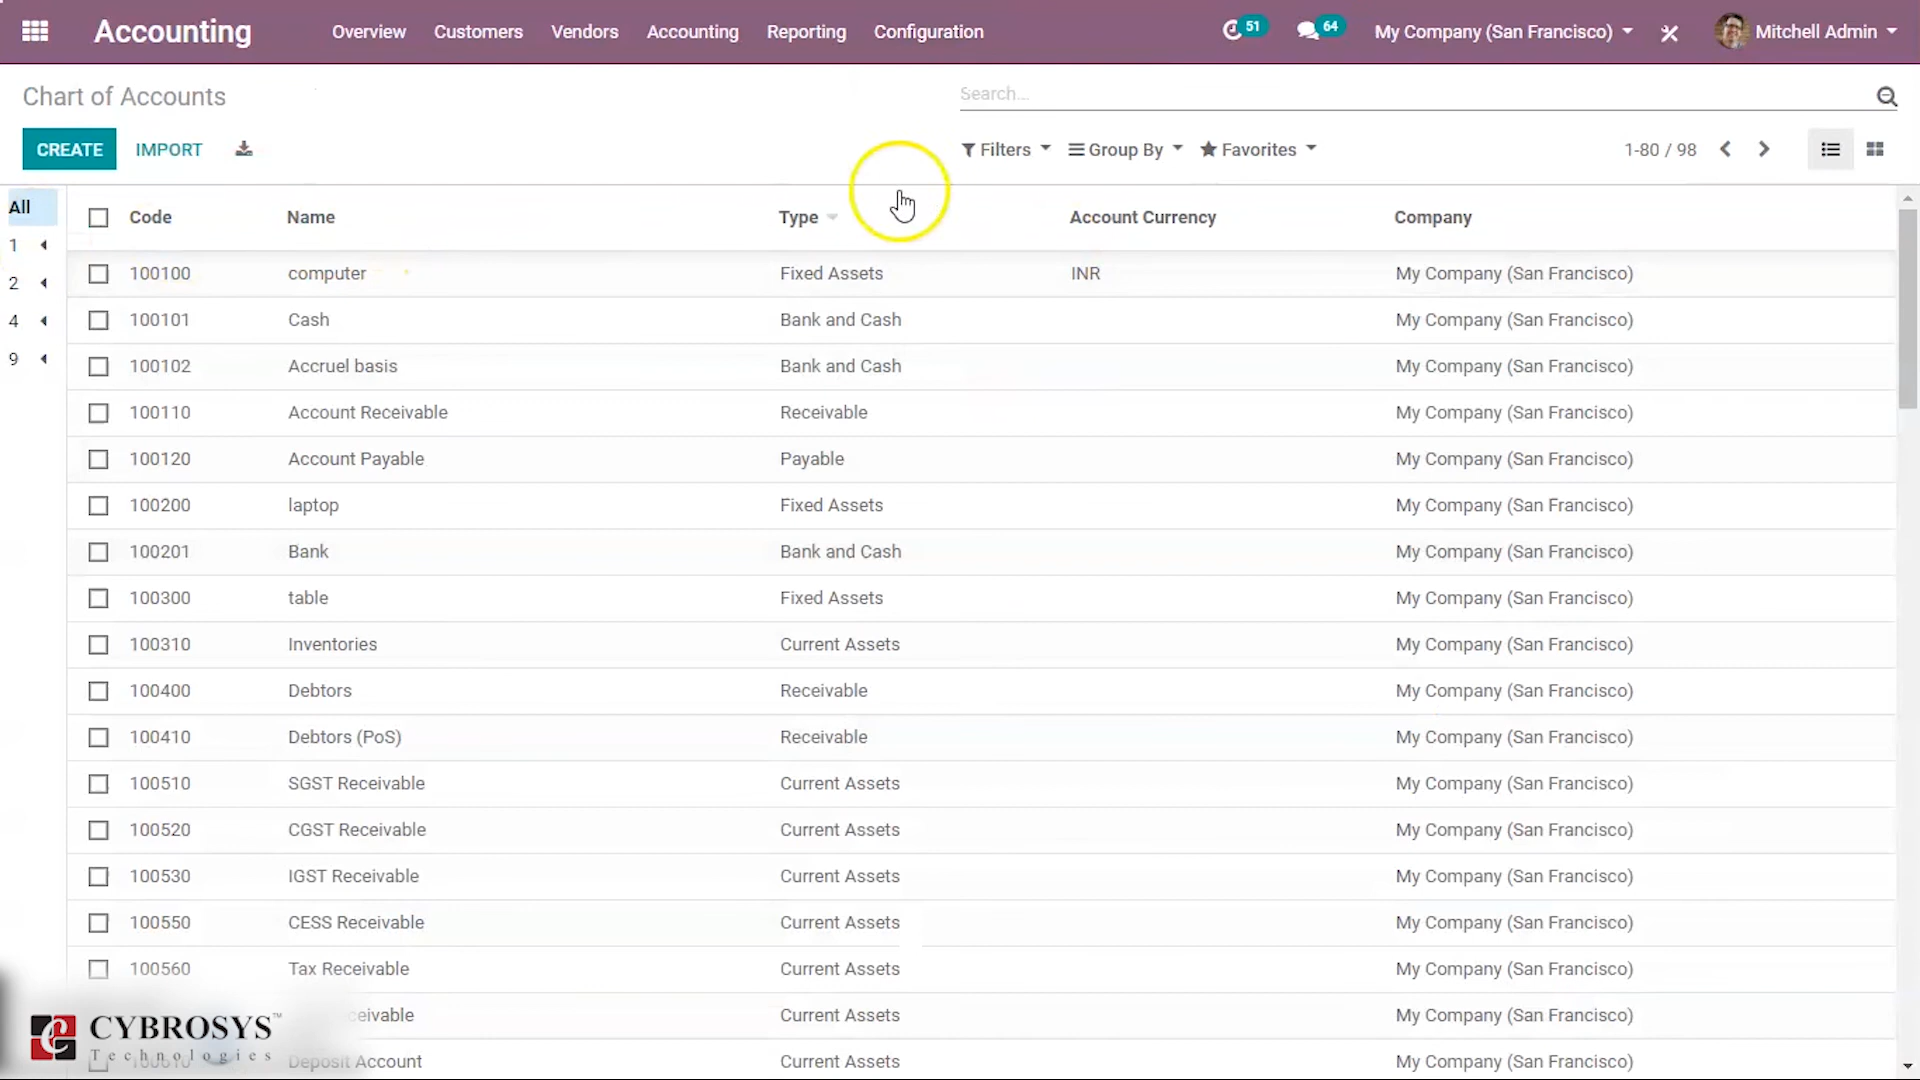 Accounting Overview Customers Vendors Accounting Reporting Configuration 51 64 My Company (San Francisco) Mitchell Admin
Chart of Accounts Search...
CREATE IMPORT Filters Group By Favorites 1-80 / 98
All Code Name Type Account Currency Company
1
2
4
9
100100 computer Fixed Assets INR My Company (San Francisco)
100101 Cash Bank and Cash My Company (San Francisco)
100102 Accruel basis Bank and Cash My Company (San Francisco)
100110 Account Receivable Receivable My Company (San Francisco)
100120 Account Payable Payable My Company (San Francisco)
100200 laptop Fixed Assets My Company (San Francisco)
100201 Bank Bank and Cash My Company (San Francisco)
100300 table Fixed Assets My Company (San Francisco)
100310 Inventories Current Assets My Company (San Francisco)
100400 Debtors Receivable My Company (San Francisco)
100410 Debtors (PoS) Receivable My Company (San Francisco)
100510 SGST Receivable Current Assets My Company (San Francisco)
100520 CGST Receivable Current Assets My Company (San Francisco)
100530 IGST Receivable Current Assets My Company (San Francisco)
100550 CESS Receivable Current Assets My Company (San Francisco)
100560 Tax Receivable Current Assets My Company (San Francisco)
Current Assets My Company (San Francisco)
Deposit Account Current Assets My Company (San Francisco)
CYBROSYS™
Technologies